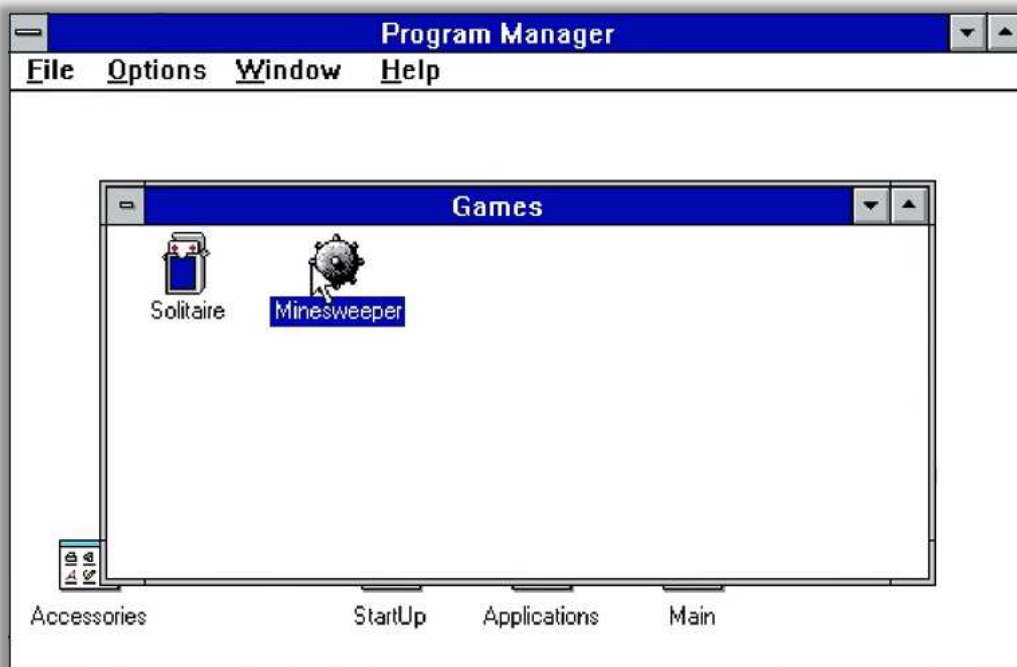 Program Manager
File Options Window Help
Games
Solitaire Minesweeper
Accessories StartUp Applications Main